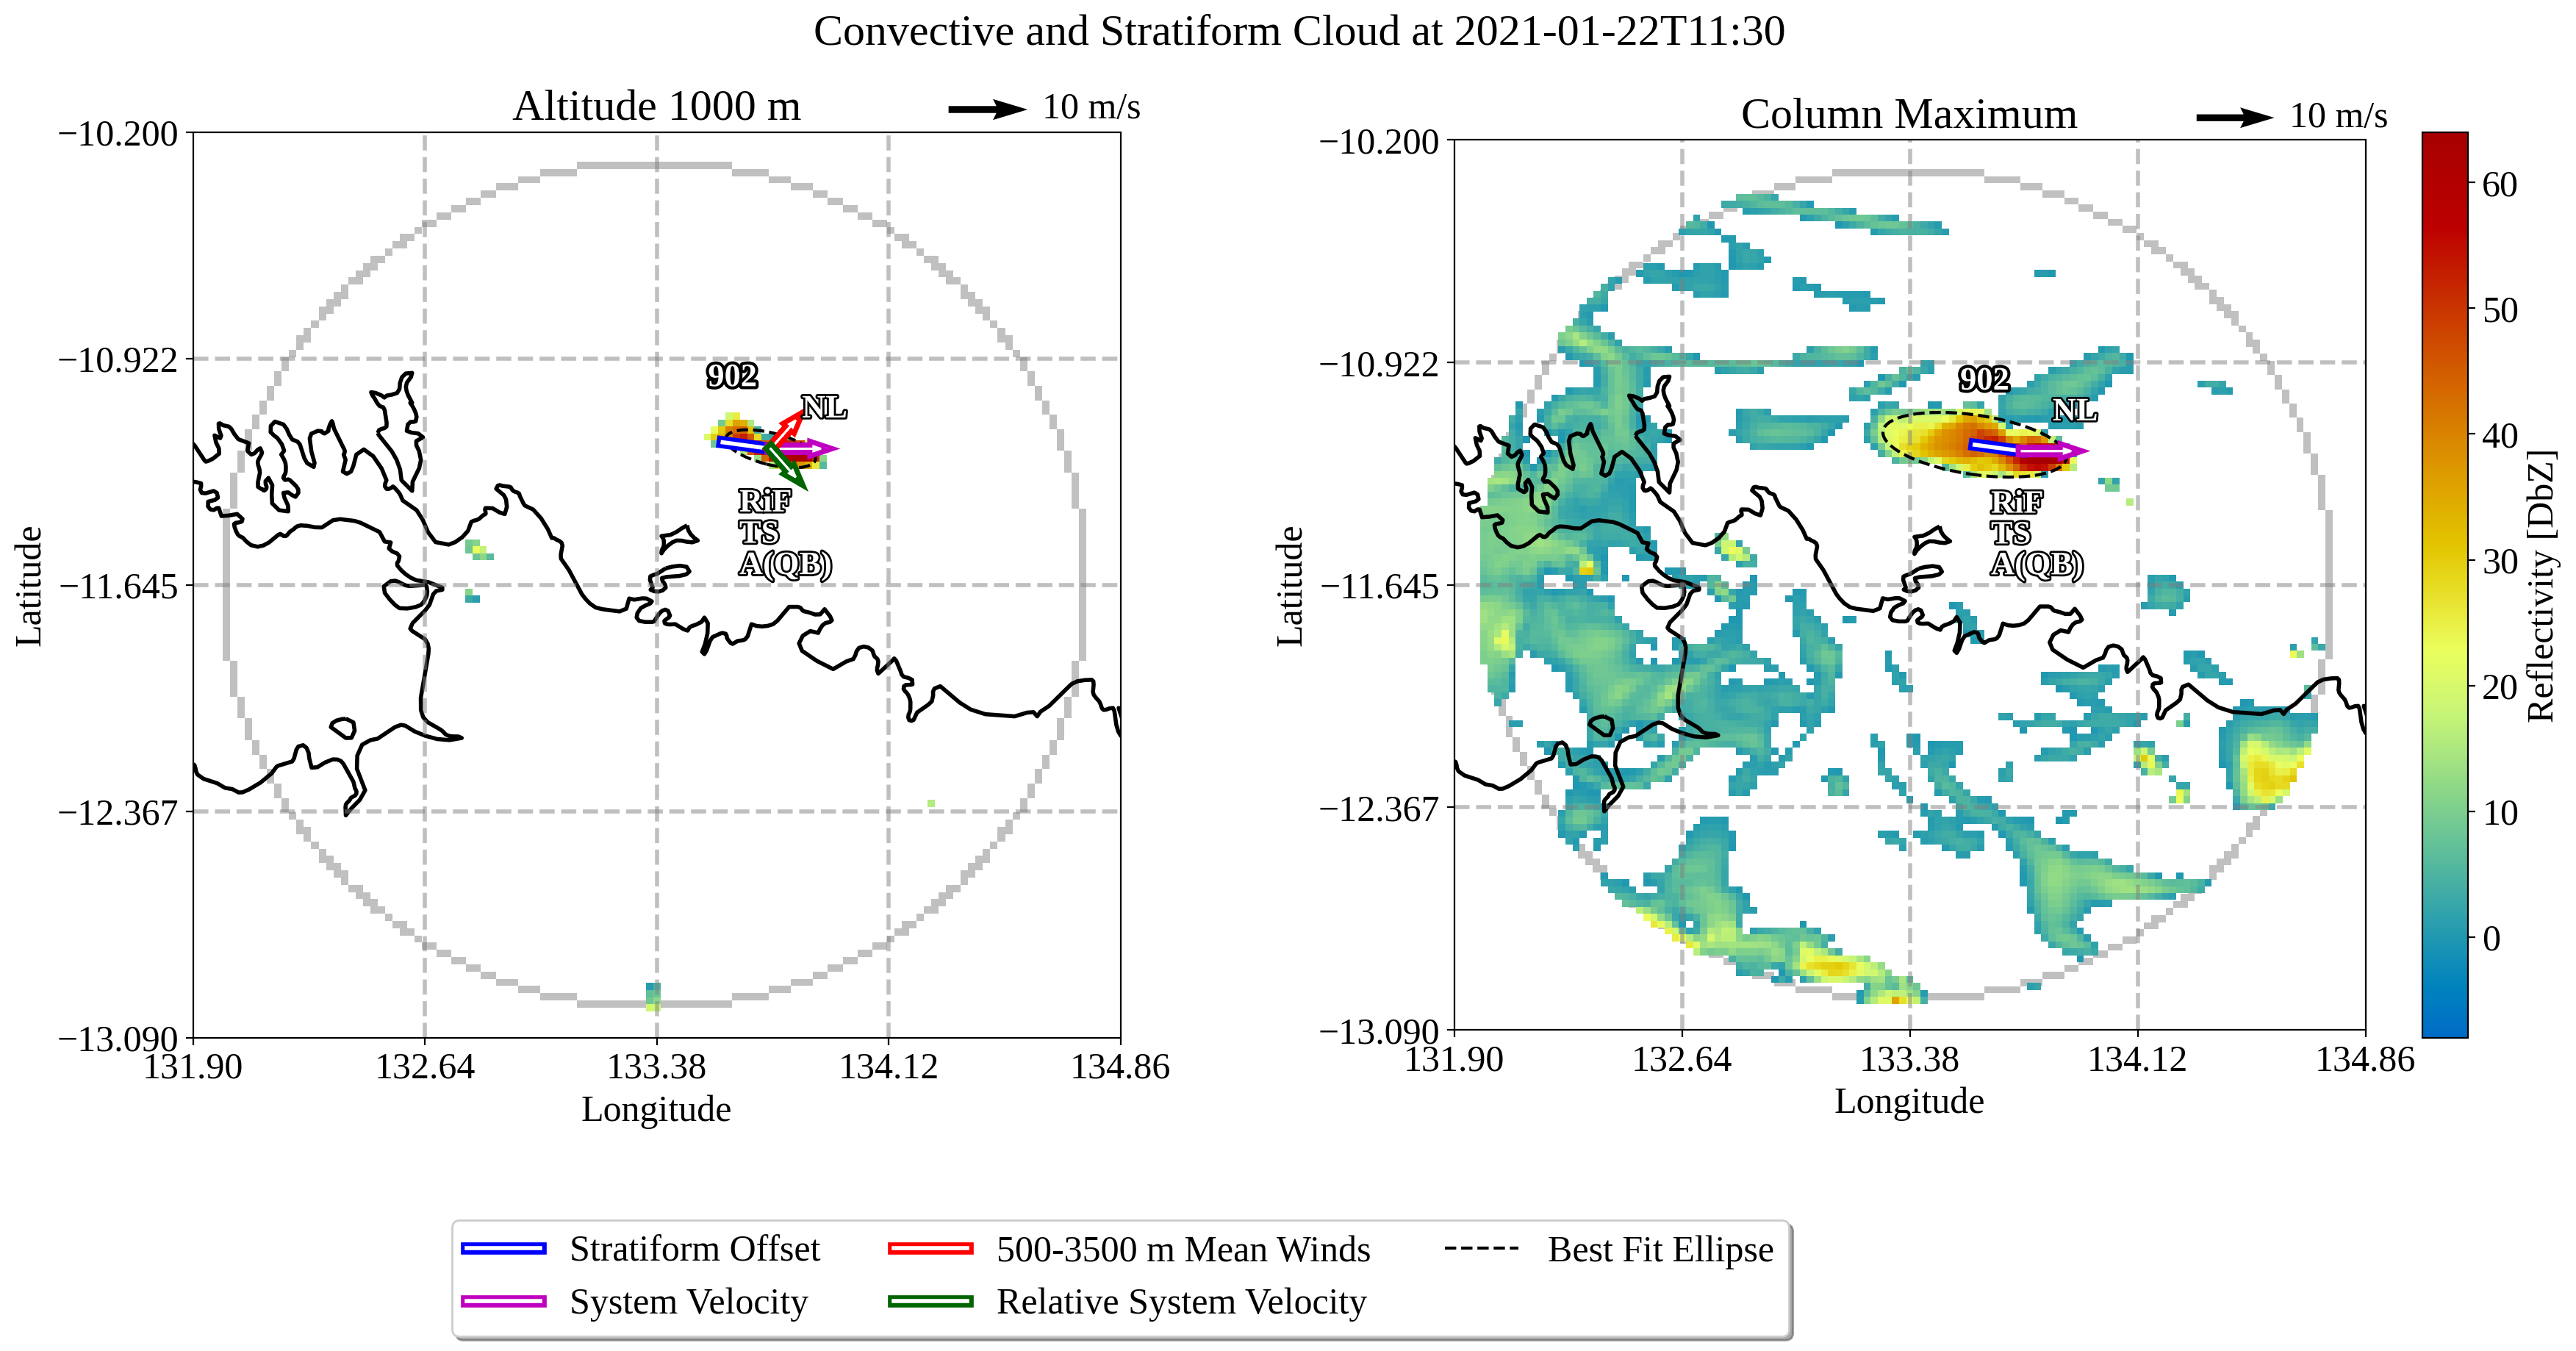 Convective and Stratiform Cloud at 2021-01-22T11:30
Altitude 1000 m
10 m/s
−10.200
−10.922
−11.645
−12.367
−13.090
Latitude
902
NL
RiF
TS
A(QB)
131.90
132.64
133.38
134.12
134.86
Longitude
Column Maximum
10 m/s
−10.200
−10.922
−11.645
−12.367
−13.090
Latitude
902
NL
RiF
TS
A(QB)
131.90
132.64
133.38
134.12
134.86
Longitude
60
50
40
30
20
10
0
Reflectivity [DbZ]
Stratiform Offset
System Velocity
500-3500 m Mean Winds
Relative System Velocity
Best Fit Ellipse